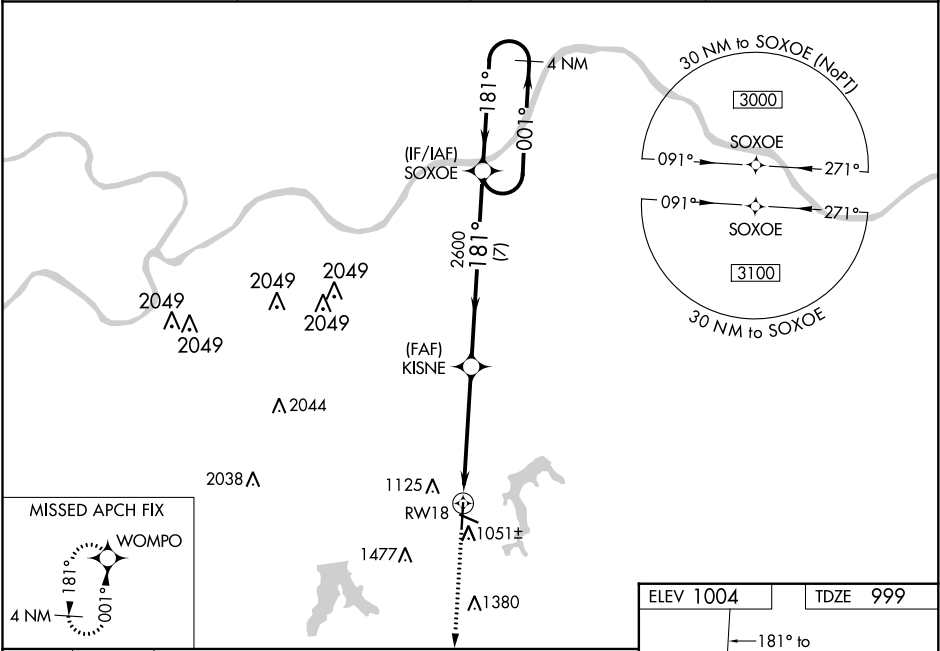 4 NM
181°
001°
(IF/IAF)
SOXOE
2600
181°
(7)
30 NM to SOXOE (NoPT)
3000
SOXOE
091°
271°
091°
271°
SOXOE
3100
30 NM to SOXOE
2049
2049
2049
2049
2049
(FAF)
KISNE
2044
2038
1125
RW18
1051±
1477
1380
MISSED APCH FIX
WOMPO
181°
001°
4 NM
ELEV 1004
TDZE 999
181° to